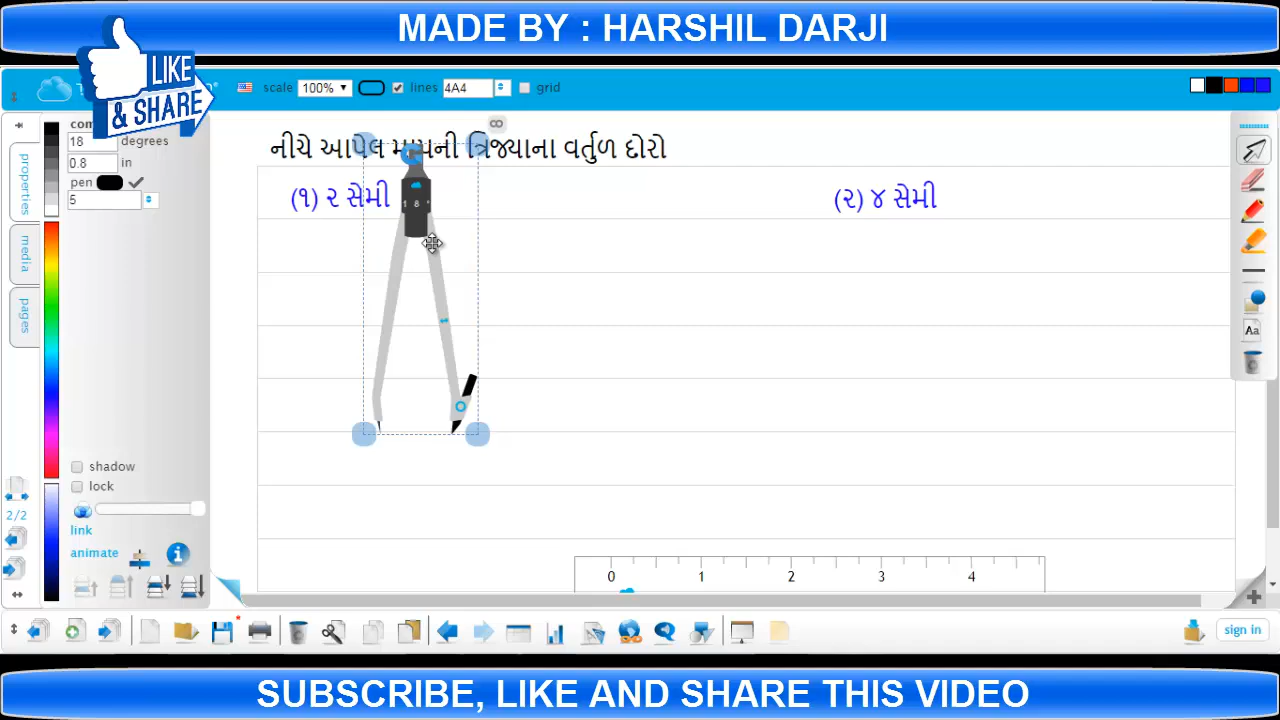 MADE BY : HARSHIL DARJI
LIKE
& SHARE
scale 100% lines 4A4 grid
18 degrees
0.8 in
pen
5
properties
media
pages
નીચે આપેલ માપની ત્રિજ્યાના વર્તુળ દોરો
(૧) ૨ સેમી
(૨) ૪ સેમી
18°
Aa
shadow
lock
2/2
link
animate
0 1 2 3 4
sign in
SUBSCRIBE, LIKE AND SHARE THIS VIDEO